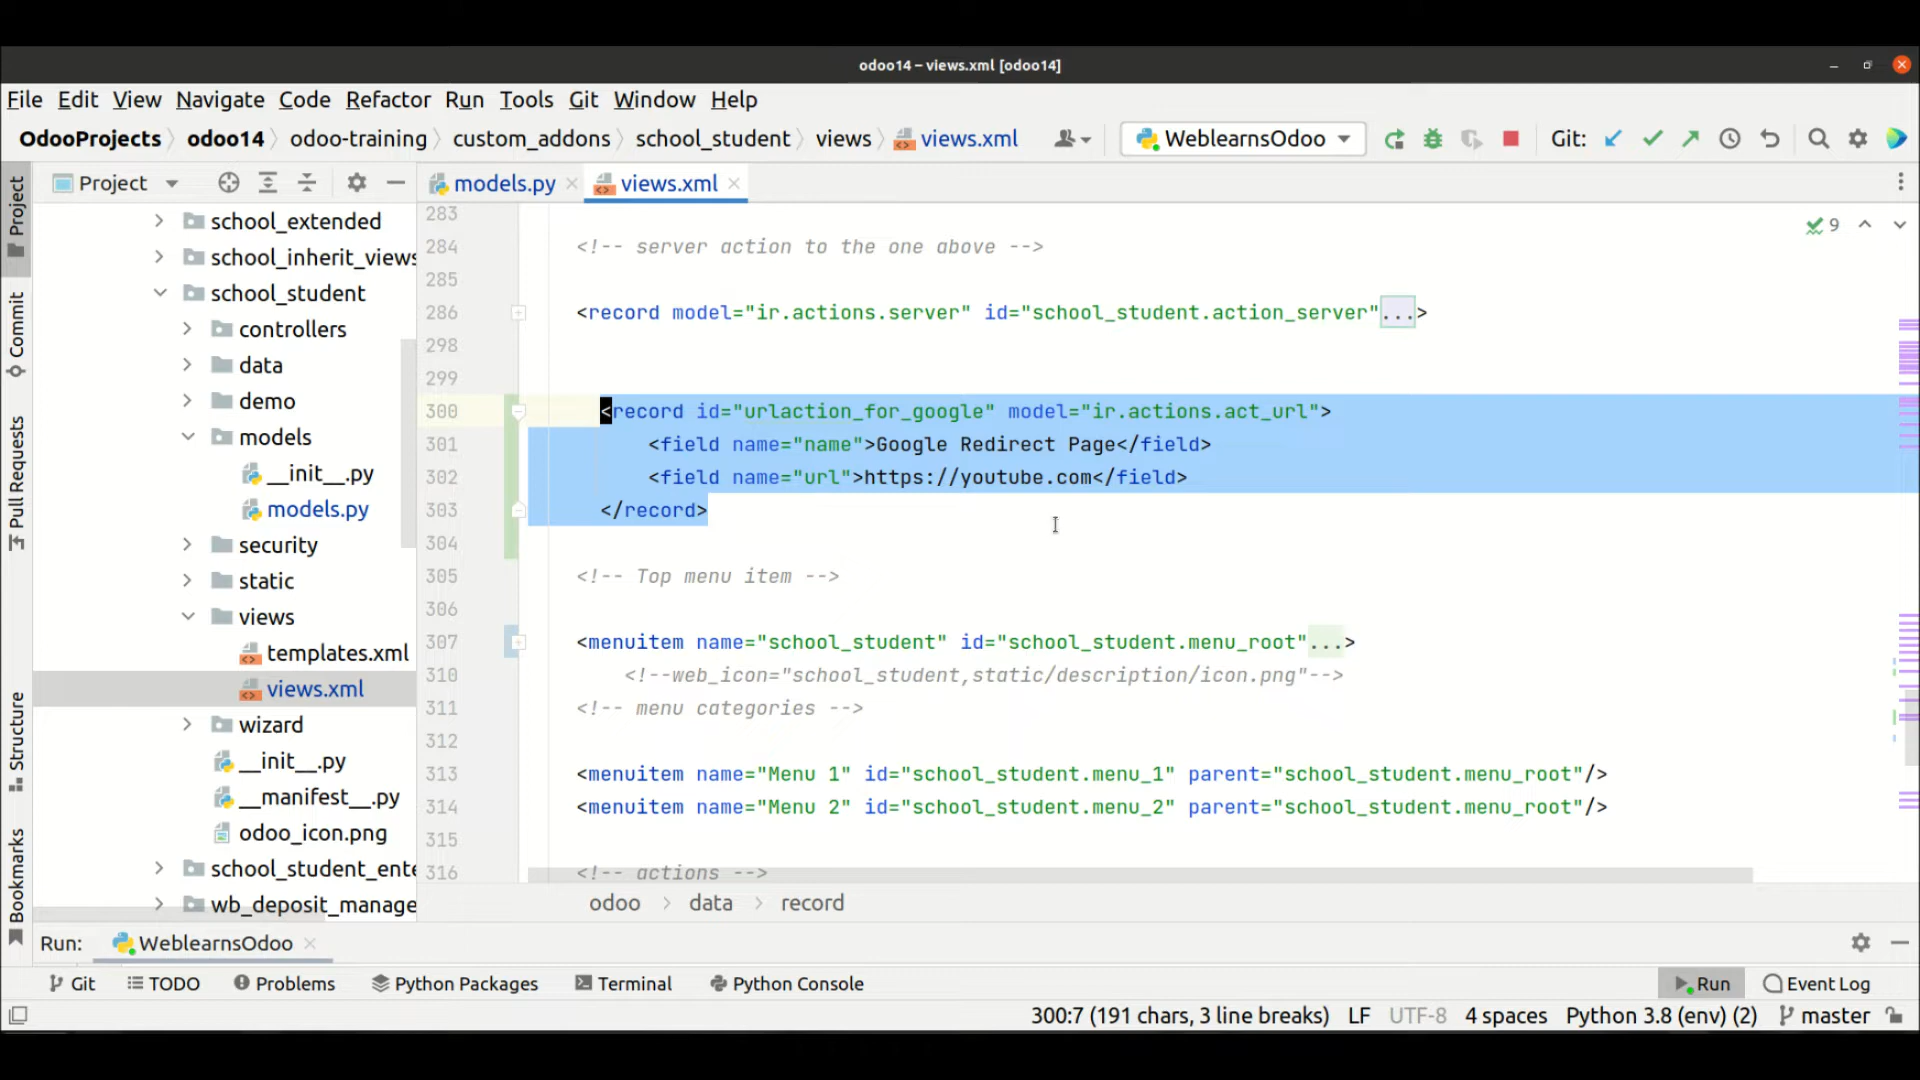 odoo14 – views.xml [odoo14]
File Edit View Navigate Code Refactor Run Tools Git Window Help
OdooProjects odoo14 odoo-training custom_addons school_student views views.xml WeblearnsOdoo Git:
Project models.py views.xml
Project
Commit
Pull Requests
Structure
Bookmarks
school_extended
school_inherit_views
school_student
controllers
data
demo
models
__init__.py
models.py
security
static
views
templates.xml
views.xml
wizard
__init__.py
__manifest__.py
odoo_icon.png
school_student_ente
wb_deposit_manage
9
283
284 <!-- server action to the one above -->
285
286 <record model="ir.actions.server" id="school_student.action_server"...>
298
299
300 <record id="urlaction_for_google" model="ir.actions.act_url">
301 <field name="name">Google Redirect Page</field>
302 <field name="url">https://youtube.com</field>
303 </record>
304
305 <!-- Top menu item -->
306
307 <menuitem name="school_student" id="school_student.menu_root"...>
310 <!--web_icon="school_student,static/description/icon.png"-->
311 <!-- menu categories -->
312
313 <menuitem name="Menu 1" id="school_student.menu_1" parent="school_student.menu_root"/>
314 <menuitem name="Menu 2" id="school_student.menu_2" parent="school_student.menu_root"/>
315
316 <!-- actions -->
odoo data record
Run: WeblearnsOdoo
Git TODO Problems Python Packages Terminal Python Console Run Event Log
300:7 (191 chars, 3 line breaks) LF UTF-8 4 spaces Python 3.8 (env) (2) master